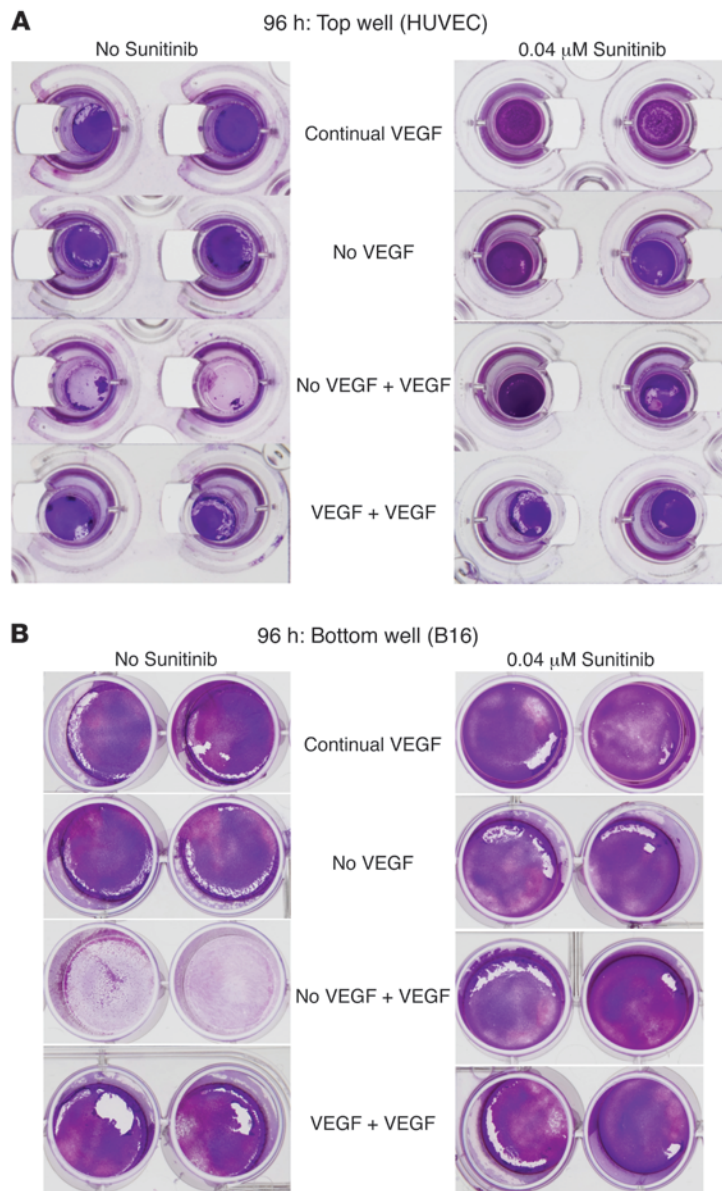 A
96 h: Top well (HUVEC)
No Sunitinib
0.04 µM Sunitinib
Continual VEGF
No VEGF
No VEGF + VEGF
VEGF + VEGF
B
96 h: Bottom well (B16)
No Sunitinib
0.04 µM Sunitinib
Continual VEGF
No VEGF
No VEGF + VEGF
VEGF + VEGF